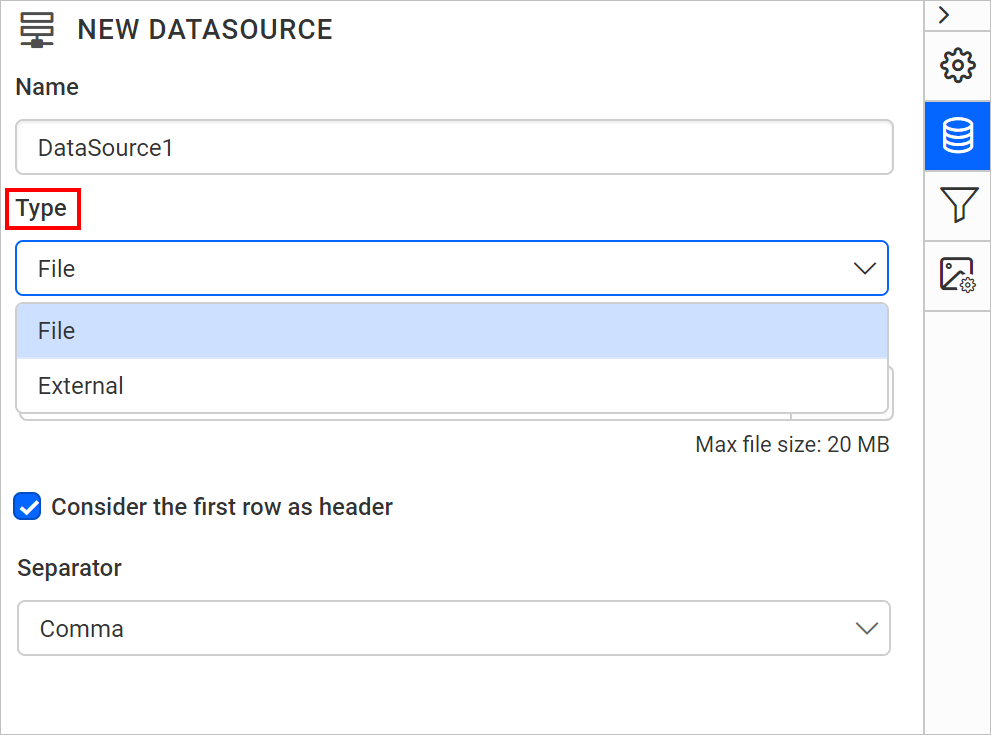 NEW DATASOURCE
Name
DataSource1
Type
File
File
External
Max file size: 20 MB
Consider the first row as header
Separator
Comma